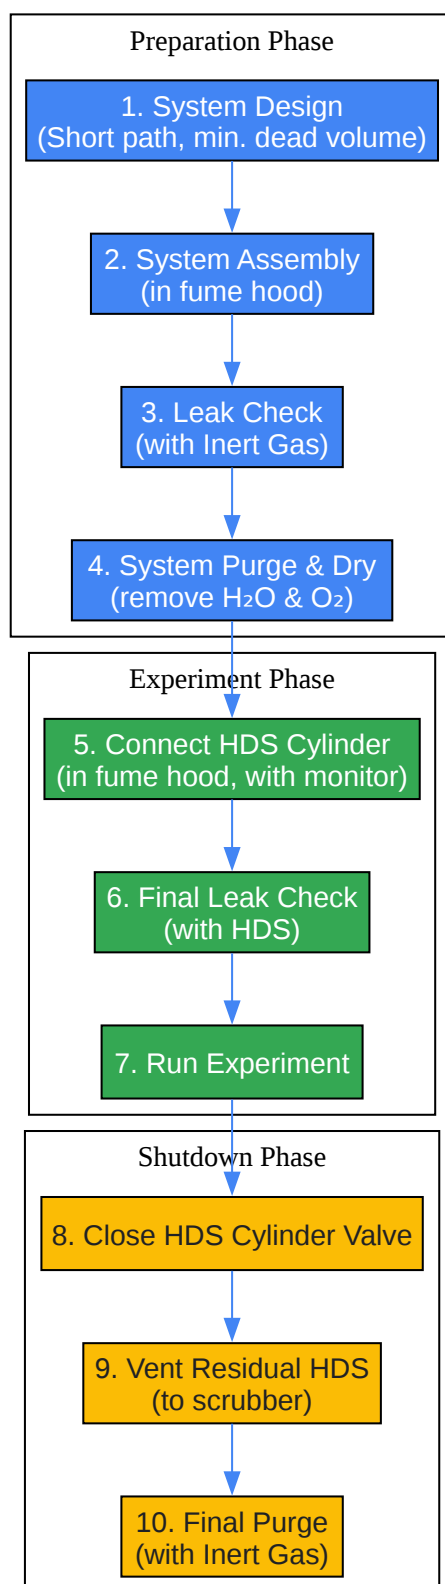 Preparation Phase
1. System Design
(Short path, min. dead volume)
2. System Assembly
(in fume hood)
3. Leak Check
(with Inert Gas)
4. System Purge & Dry
(remove H₂O & O₂)
Experiment Phase
5. Connect HDS Cylinder
(in fume hood, with monitor)
6. Final Leak Check
(with HDS)
7. Run Experiment
Shutdown Phase
8. Close HDS Cylinder Valve
9. Vent Residual HDS
(to scrubber)
10. Final Purge
(with Inert Gas)